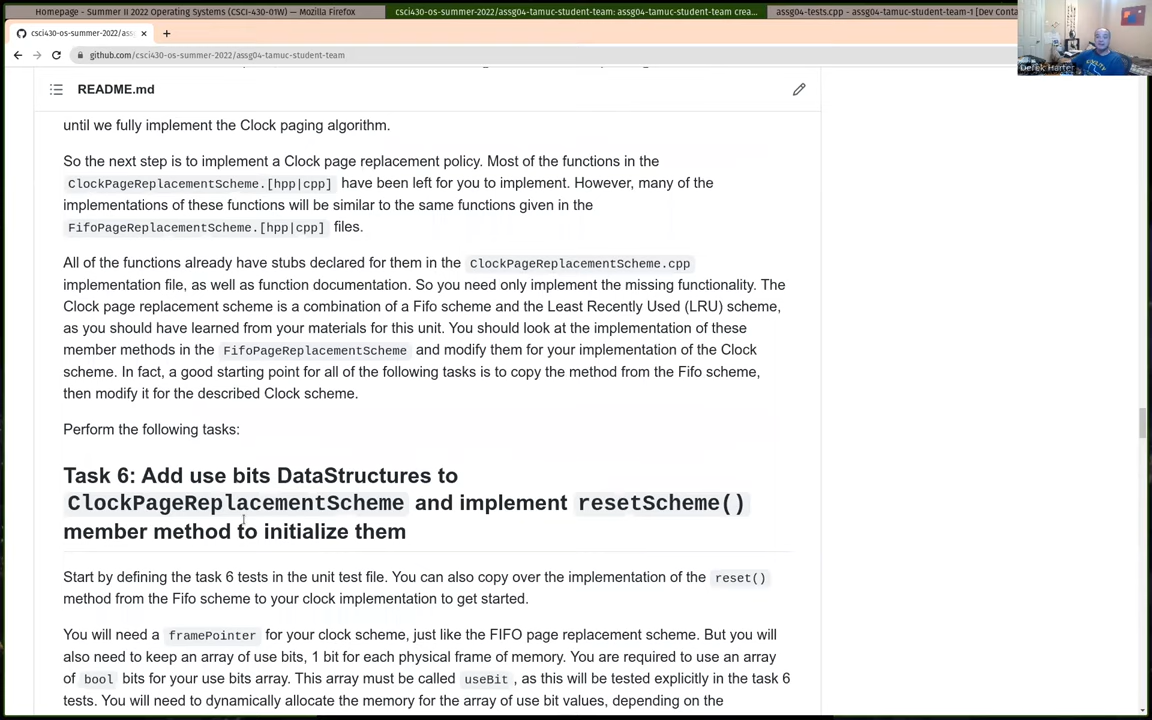 Homepage - Summer II 2022 Operating Systems (CSCI-430-01W) — Mozilla Firefox
csci430-os-summer-2022/assg04-tamuc-student-team: assg04-tamuc-student-team crea...
assg04-tests.cpp - assg04-tamuc-student-team-1 [Dev Conta
csci430-os-summer-2022/assg
github.com/csci430-os-summer-2022/assg04-tamuc-student-team
Derek Harter
README.md
until we fully implement the Clock paging algorithm.
So the next step is to implement a Clock page replacement policy. Most of the functions in the
ClockPageReplacementScheme.[hpp|cpp] have been left for you to implement. However, many of the
implementations of these functions will be similar to the same functions given in the
FifoPageReplacementScheme.[hpp|cpp] files.
All of the functions already have stubs declared for them in the ClockPageReplacementScheme.cpp
implementation file, as well as function documentation. So you need only implement the missing functionality. The
Clock page replacement scheme is a combination of a Fifo scheme and the Least Recently Used (LRU) scheme,
as you should have learned from your materials for this unit. You should look at the implementation of these
member methods in the FifoPageReplacementScheme and modify them for your implementation of the Clock
scheme. In fact, a good starting point for all of the following tasks is to copy the method from the Fifo scheme,
then modify it for the described Clock scheme.
Perform the following tasks:
Task 6: Add use bits DataStructures to
ClockPageReplacementScheme and implement resetScheme()
member method to initialize them
Start by defining the task 6 tests in the unit test file. You can also copy over the implementation of the reset()
method from the Fifo scheme to your clock implementation to get started.
You will need a framePointer for your clock scheme, just like the FIFO page replacement scheme. But you will
also need to keep an array of use bits, 1 bit for each physical frame of memory. You are required to use an array
of bool bits for your use bits array. This array must be called useBit , as this will be tested explicitly in the task 6
tests. You will need to dynamically allocate the memory for the array of use bit values, depending on the